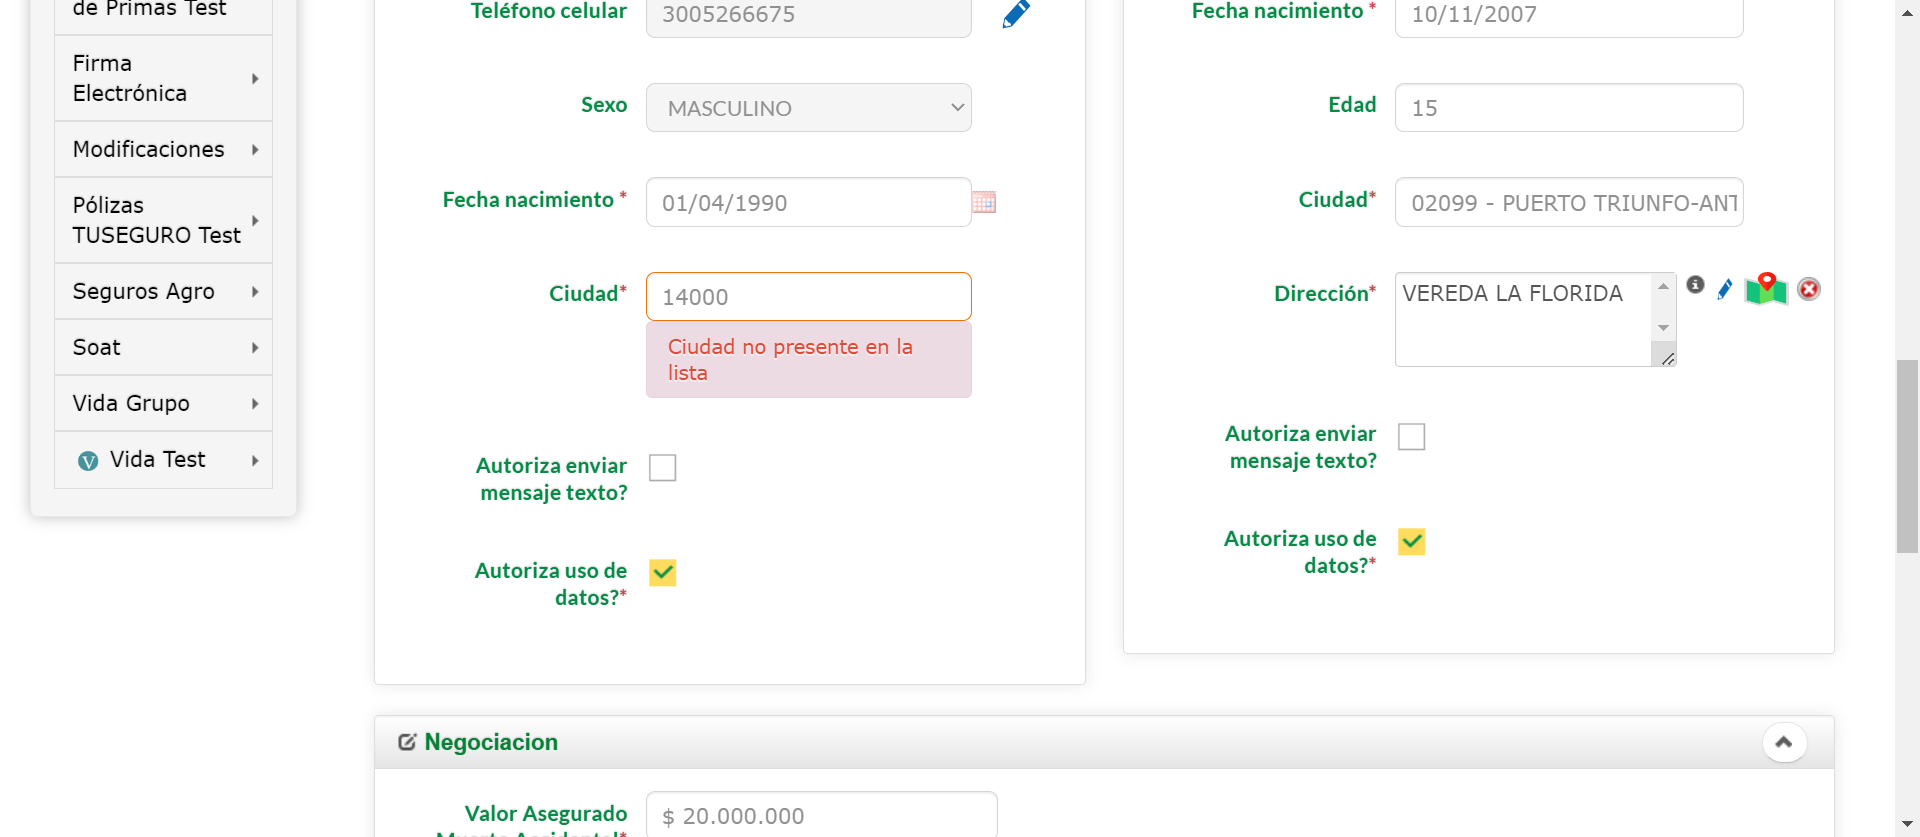 de Primas Test
Firma
Electrónica
Modificaciones
Pólizas
TUSEGURO Test
Seguros Agro
Soat
Vida Grupo
V Vida Test
Teléfono celular 3005266675
Sexo MASCULINO
Fecha nacimiento * 01/04/1990
Ciudad* 14000
Ciudad no presente en la
lista
Autoriza enviar
mensaje texto?
Autoriza uso de
datos?*
Fecha nacimiento * 10/11/2007
Edad 15
Ciudad* 02099 - PUERTO TRIUNFO-ANT
Dirección* VEREDA LA FLORIDA
Autoriza enviar
mensaje texto?
Autoriza uso de
datos?*
Negociacion
Valor Asegurado $ 20.000.000
Muerte Accidental*